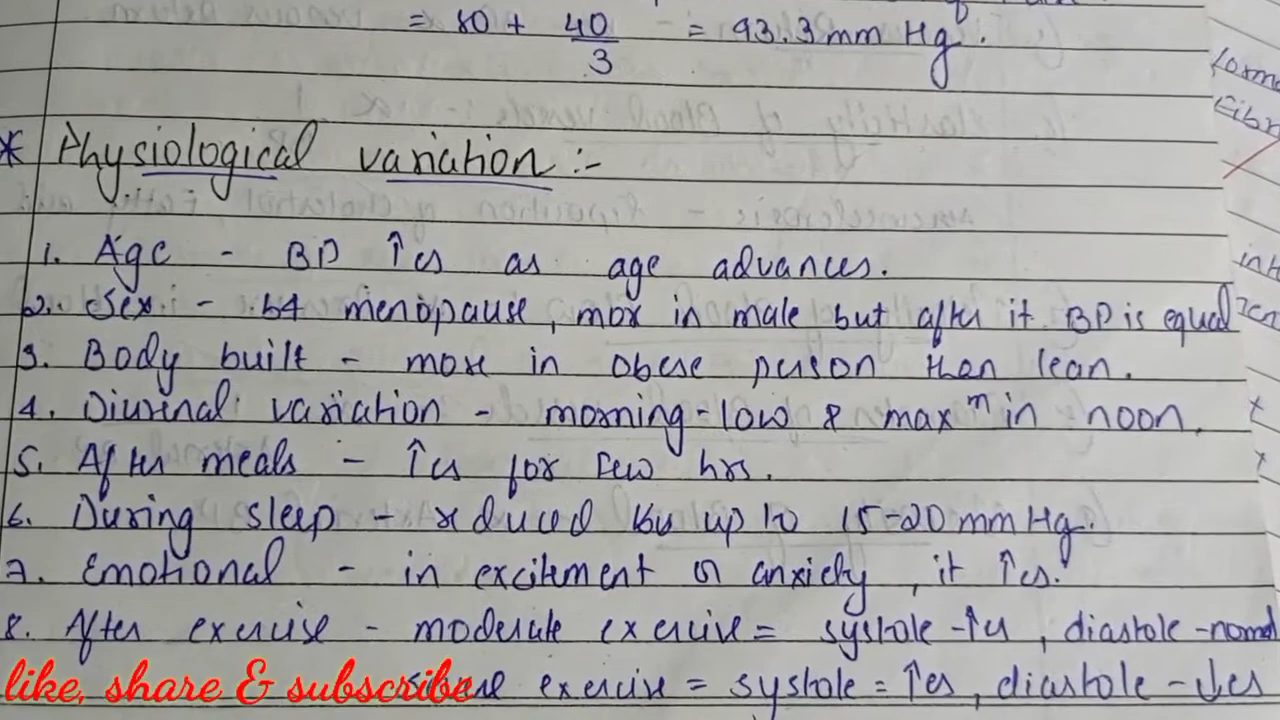 = 80 + 40/3 = 93.3 mm Hg.
* Physiological variation :-
1. Age - BP ↑es as age advances.
2. Sex - b4 menopause, mor in male but after it BP is equal
3. Body built - more in obese person then lean.
4. Diurnal variation - morning = low & maxᵐ in noon.
5. After meals - ↑es for few hrs.
6. During sleep - reduced by up to 15-20 mm Hg.
7. Emotional - in excitement or anxiety, it ↑es.
8. After exercise - moderate exercise = systole - ↑es, diastole - normal
like, share & subscribe
exercise = systole = ↑es, diastole - ↓es